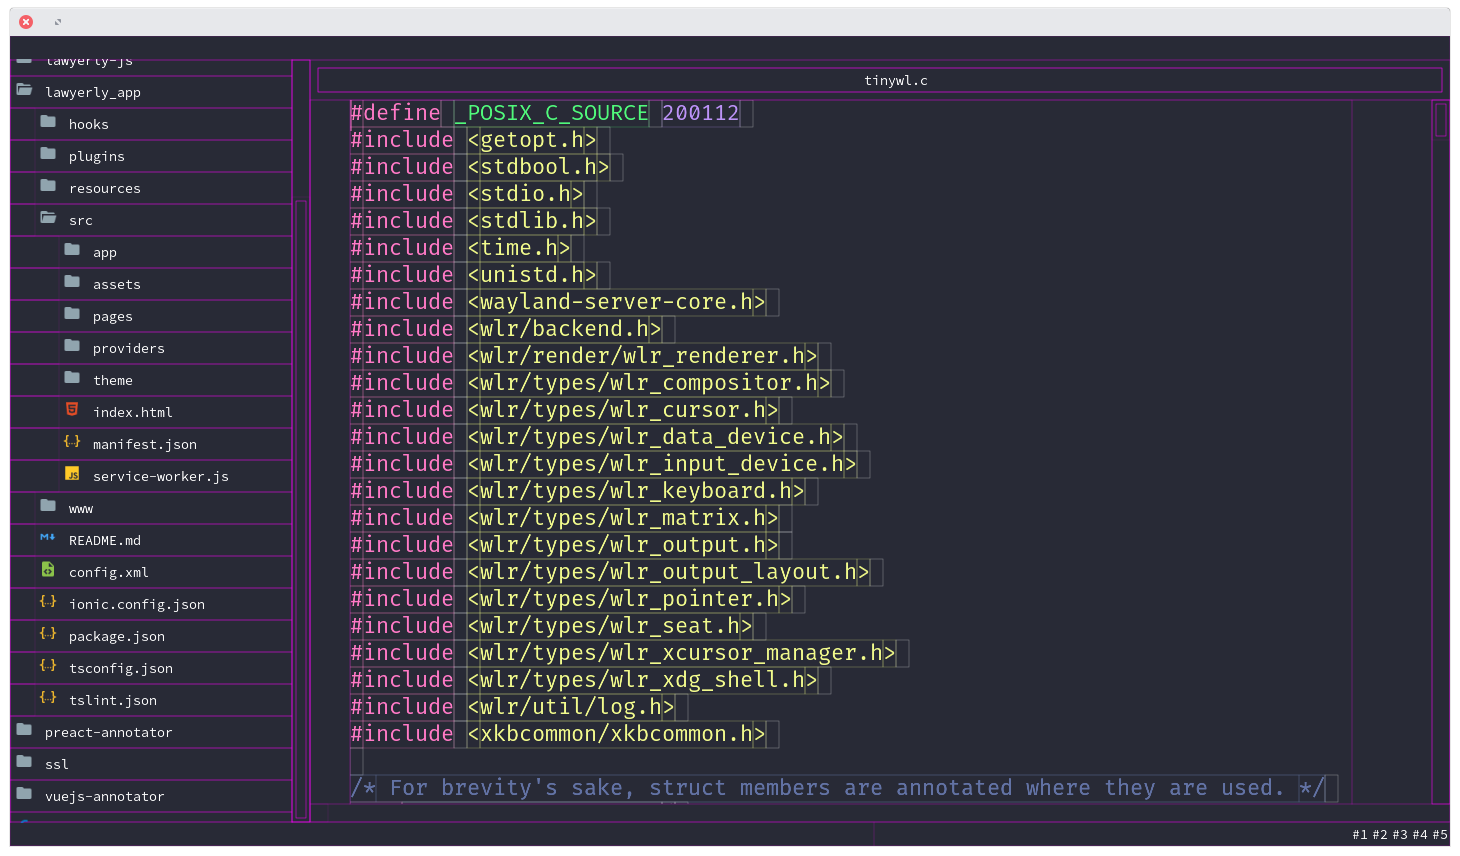 lawyerly-js
lawyerly_app
hooks
plugins
resources
src
app
assets
pages
providers
theme
index.html
manifest.json
service-worker.js
www
README.md
config.xml
ionic.config.json
package.json
tsconfig.json
tslint.json
preact-annotator
ssl
vuejs-annotator
tinywl.c
#define _POSIX_C_SOURCE 200112
#include <getopt.h>
#include <stdbool.h>
#include <stdio.h>
#include <stdlib.h>
#include <time.h>
#include <unistd.h>
#include <wayland-server-core.h>
#include <wlr/backend.h>
#include <wlr/render/wlr_renderer.h>
#include <wlr/types/wlr_compositor.h>
#include <wlr/types/wlr_cursor.h>
#include <wlr/types/wlr_data_device.h>
#include <wlr/types/wlr_input_device.h>
#include <wlr/types/wlr_keyboard.h>
#include <wlr/types/wlr_matrix.h>
#include <wlr/types/wlr_output.h>
#include <wlr/types/wlr_output_layout.h>
#include <wlr/types/wlr_pointer.h>
#include <wlr/types/wlr_seat.h>
#include <wlr/types/wlr_xcursor_manager.h>
#include <wlr/types/wlr_xdg_shell.h>
#include <wlr/util/log.h>
#include <xkbcommon/xkbcommon.h>
/* For brevity's sake, struct members are annotated where they are used. */
#1 #2 #3 #4 #5